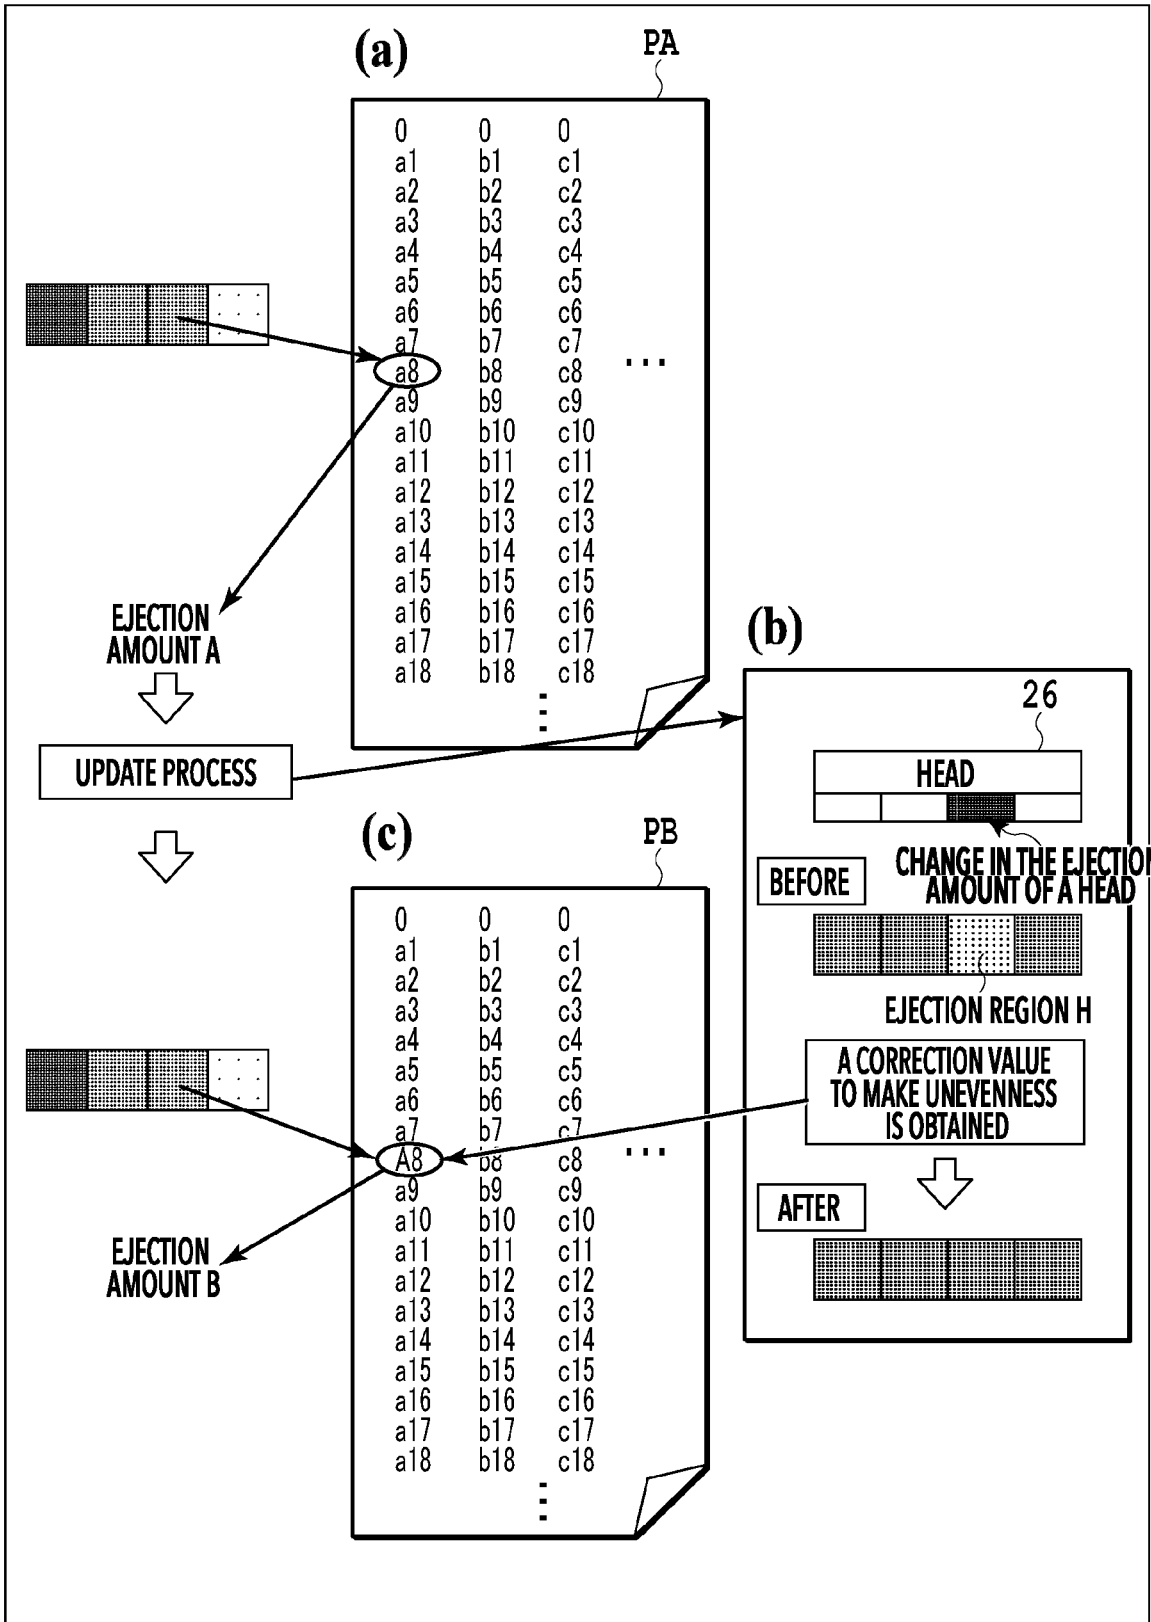 (a)
PA
0 0 0
a1 b1 c1
a2 b2 c2
a3 b3 c3
a4 b4 c4
a5 b5 c5
a6 b6 c6
a7 b7 c7
a8 b8 c8 ...
a9 b9 c9
a10 b10 c10
a11 b11 c11
a12 b12 c12
a13 b13 c13
a14 b14 c14
a15 b15 c15
a16 b16 c16
a17 b17 c17
a18 b18 c18
EJECTION
AMOUNT A
UPDATE PROCESS
(b)
26
HEAD
CHANGE IN THE EJECTION
AMOUNT OF A HEAD
BEFORE
EJECTION REGION H
A CORRECTION VALUE
TO MAKE UNEVENNESS
IS OBTAINED
AFTER
(c)
PB
0 0 0
a1 b1 c1
a2 b2 c2
a3 b3 c3
a4 b4 c4
a5 b5 c5
a6 b6 c6
a7 b7 c7
A8 b8 c8 ...
a9 b9 c9
a10 b10 c10
a11 b11 c11
a12 b12 c12
a13 b13 c13
a14 b14 c14
a15 b15 c15
a16 b16 c16
a17 b17 c17
a18 b18 c18
EJECTION
AMOUNT B